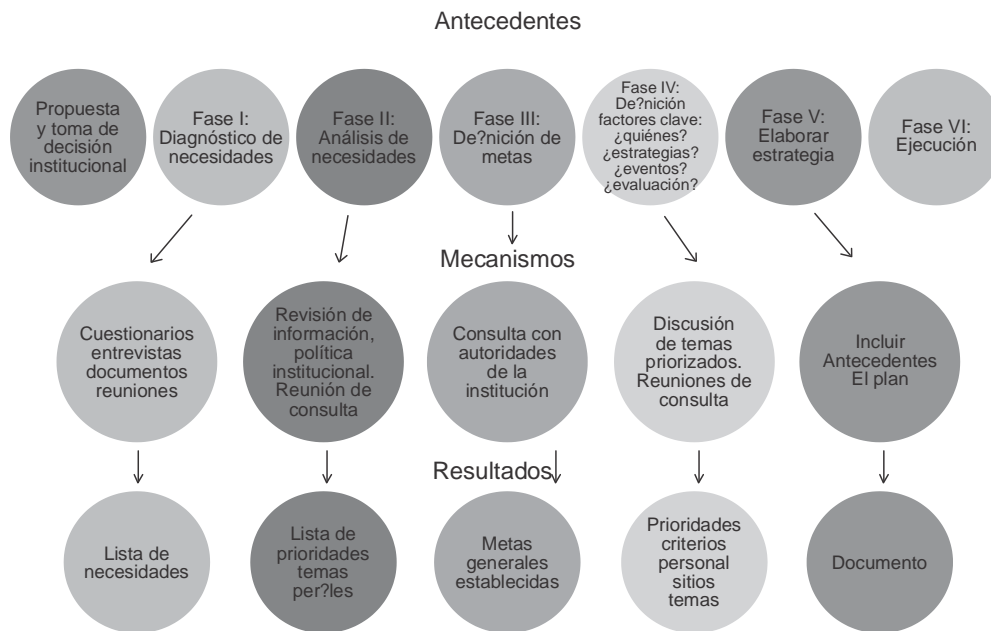 Antecedentes
Propuesta
y toma de
decisión
institucional
Fase I:
Diagnóstico de
necesidades
Fase II:
Análisis de
necesidades
Fase III:
De?nición de
metas
Fase IV:
De?nición
factores clave:
¿quiénes?
¿estrategias?
¿eventos?
¿evaluación?
Fase V:
Elaborar
estrategia
Fase VI:
Ejecución
Mecanismos
Cuestionarios
entrevistas
documentos
reuniones
Revisión de
información,
política
institucional.
Reunión de
consulta
Consulta con
autoridades
de la
institución
Discusión
de temas
priorizados.
Reuniones de
consulta
Incluir
Antecedentes
El plan
Resultados
Lista de
necesidades
Lista de
prioridades
temas
per?les
Metas
generales
establecidas
Prioridades
criterios
personal
sitios
temas
Documento